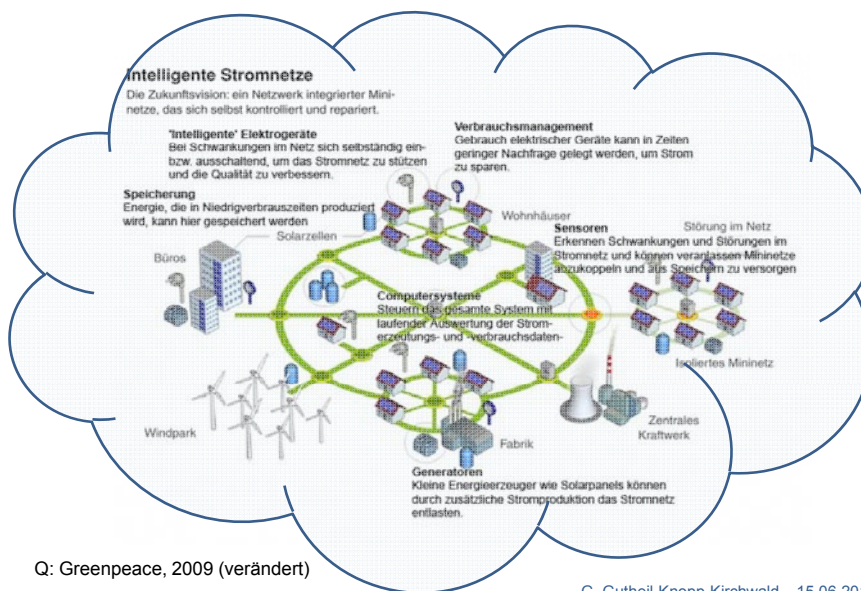 Intelligente Stromnetze
Die Zukunftsvision: ein Netzwerk integrierter Mini-
netze, das sich selbst kontrolliert und repariert.
'Intelligente' Elektrogeräte
Bei Schwankungen im Netz sich selbständig ein-
bzw. ausschaltend, um das Stromnetz zu stützen
und die Qualität zu verbessern.
Verbrauchsmanagement
Gebrauch elektrischer Geräte kann in Zeiten
geringer Nachfrage gelegt werden, um Strom
zu sparen.
Speicherung
Energie, die in Niedrigverbrauszeiten produziert
wird, kann hier gespeichert werden
Solarzellen
Wohnhäuser
Büros
Störung im Netz
Sensoren
Erkennen Schwankungen und Störungen im
Stromnetz und können veranlassen Mininetze
abzukoppeln und aus Speichern zu versorgen
Computersysteme
Steuern das gesamte System mit
laufender Auswertung der Strom-
erzeutungs- und -verbrauchsdaten-
Isoliertes Mininetz
Windpark
Fabrik
Zentrales
Kraftwerk
Generatoren
Kleine Energieerzeuger wie Solarpanels können
durch zusätzliche Stromproduktion das Stromnetz
entlasten.
Q: Greenpeace, 2009 (verändert)